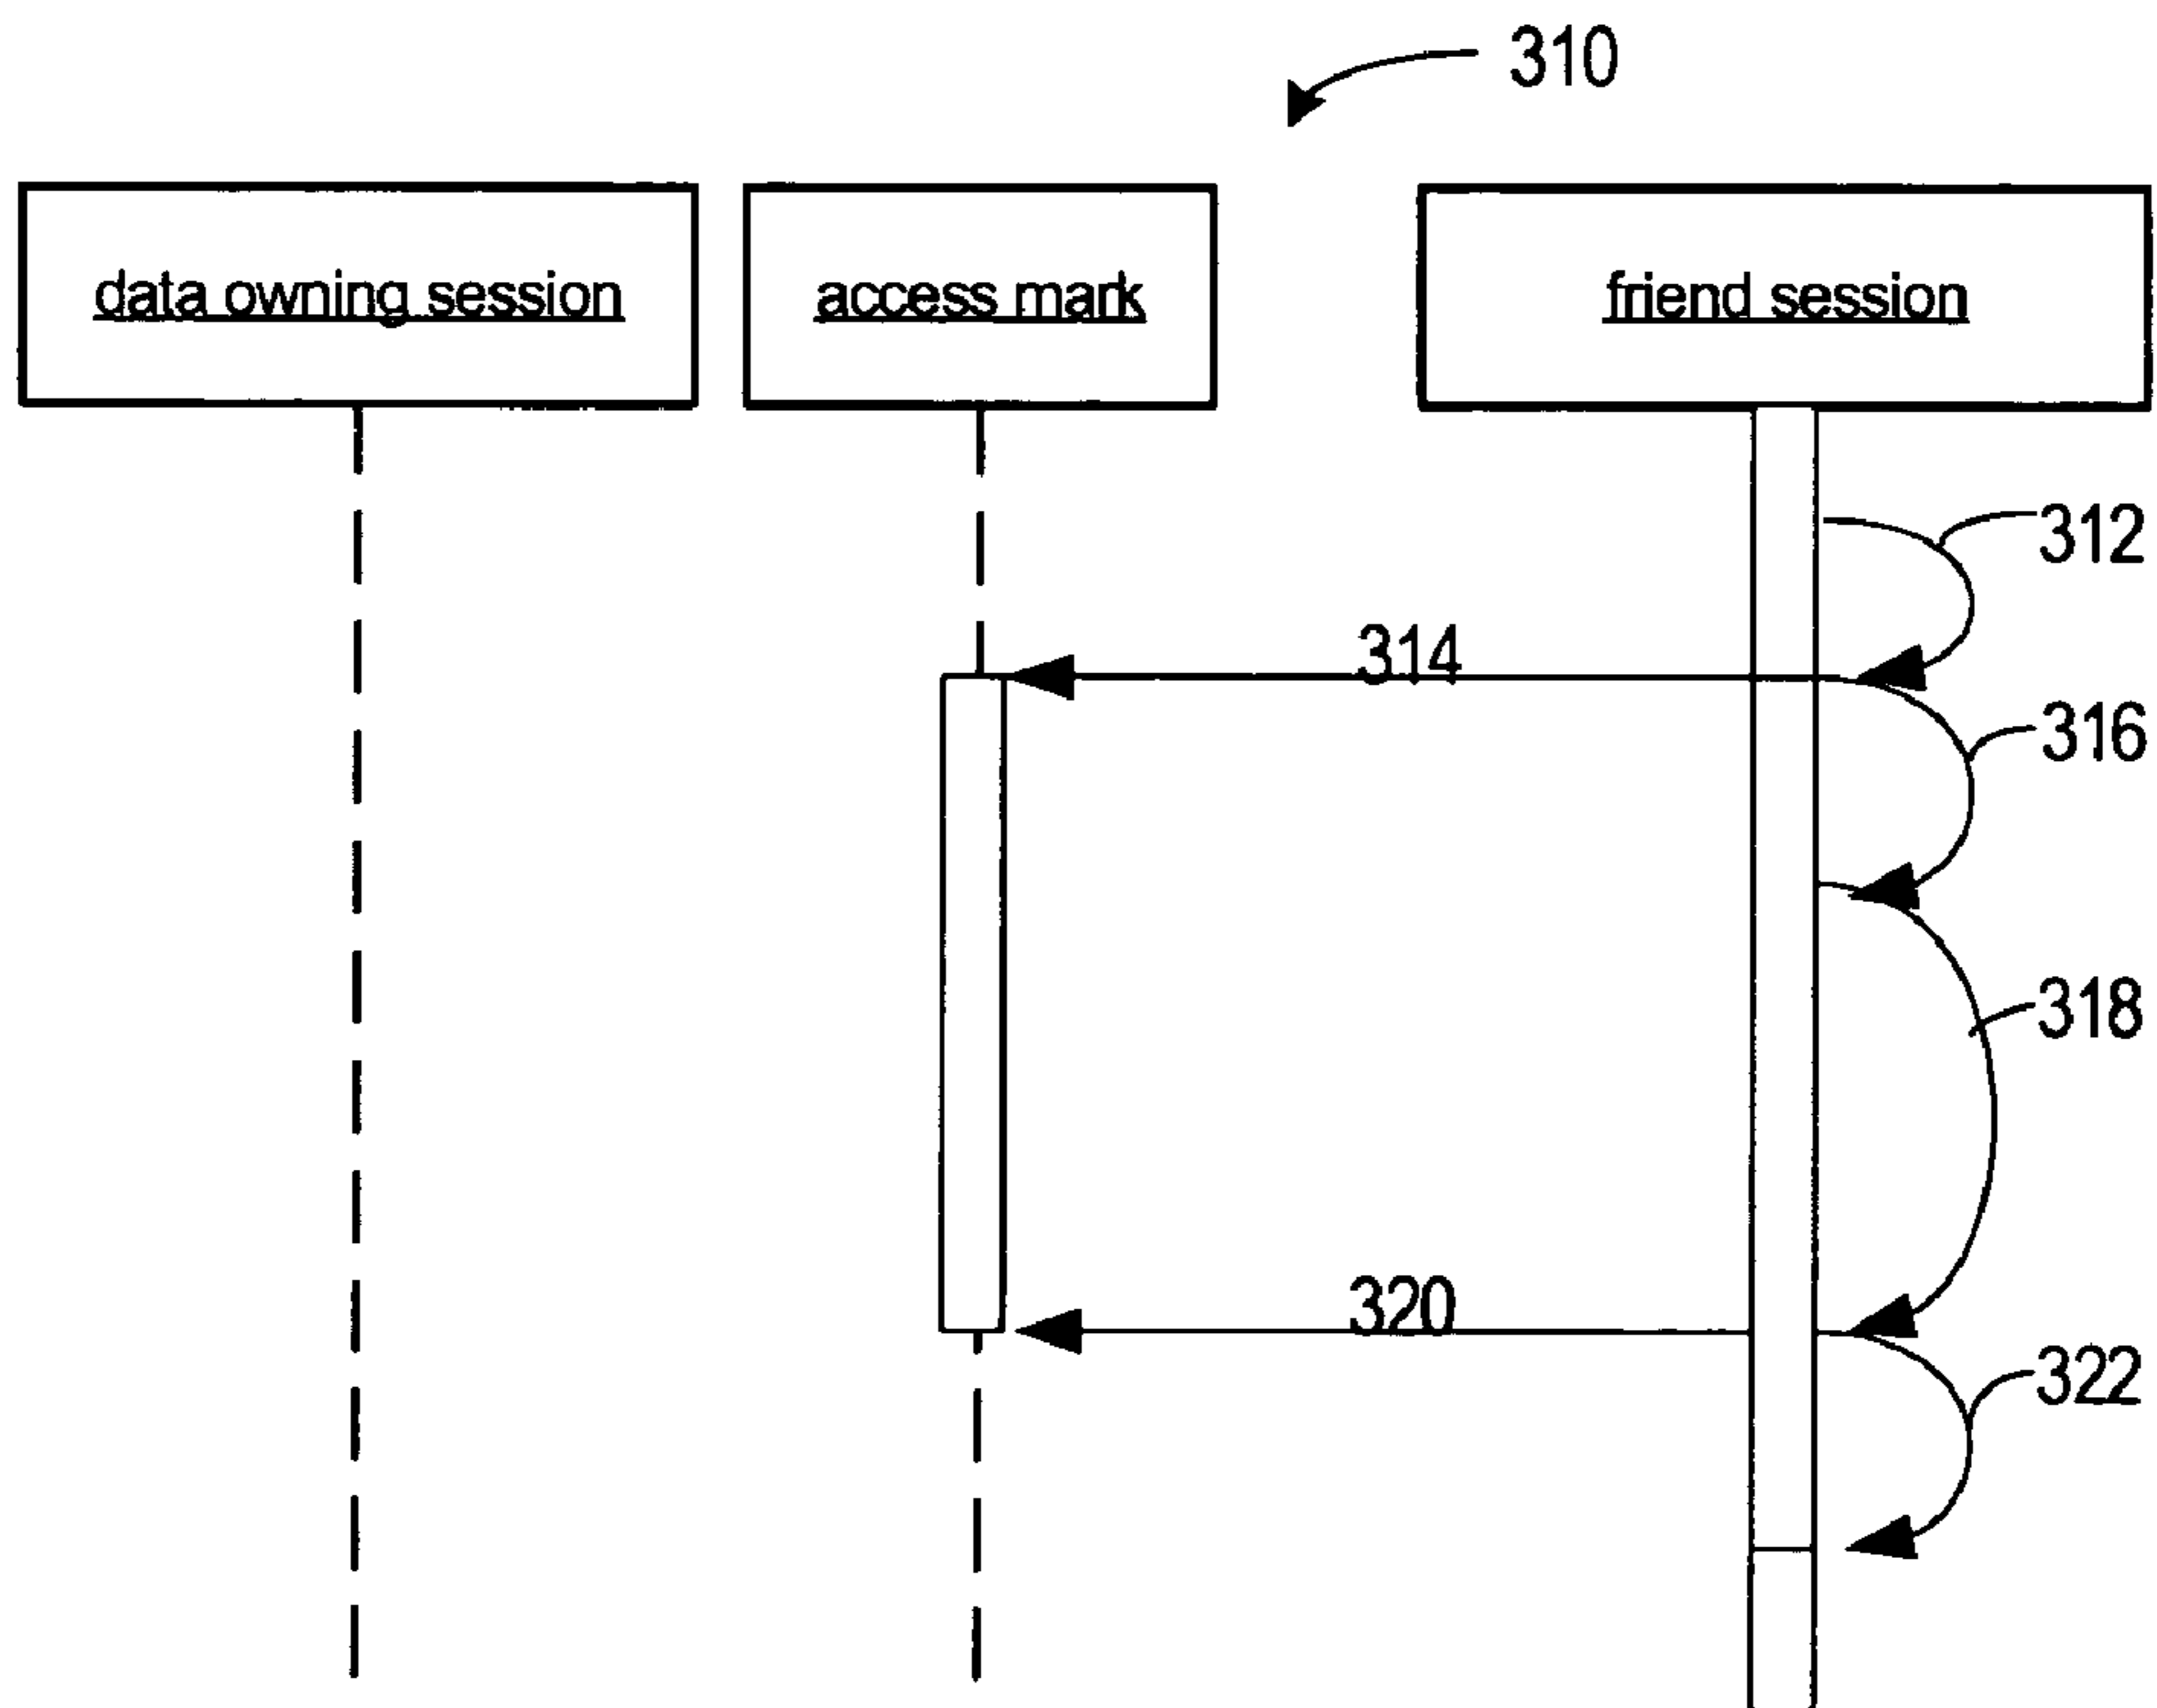 310
data owning session
access mark
friend session
312
314
316
318
320
322